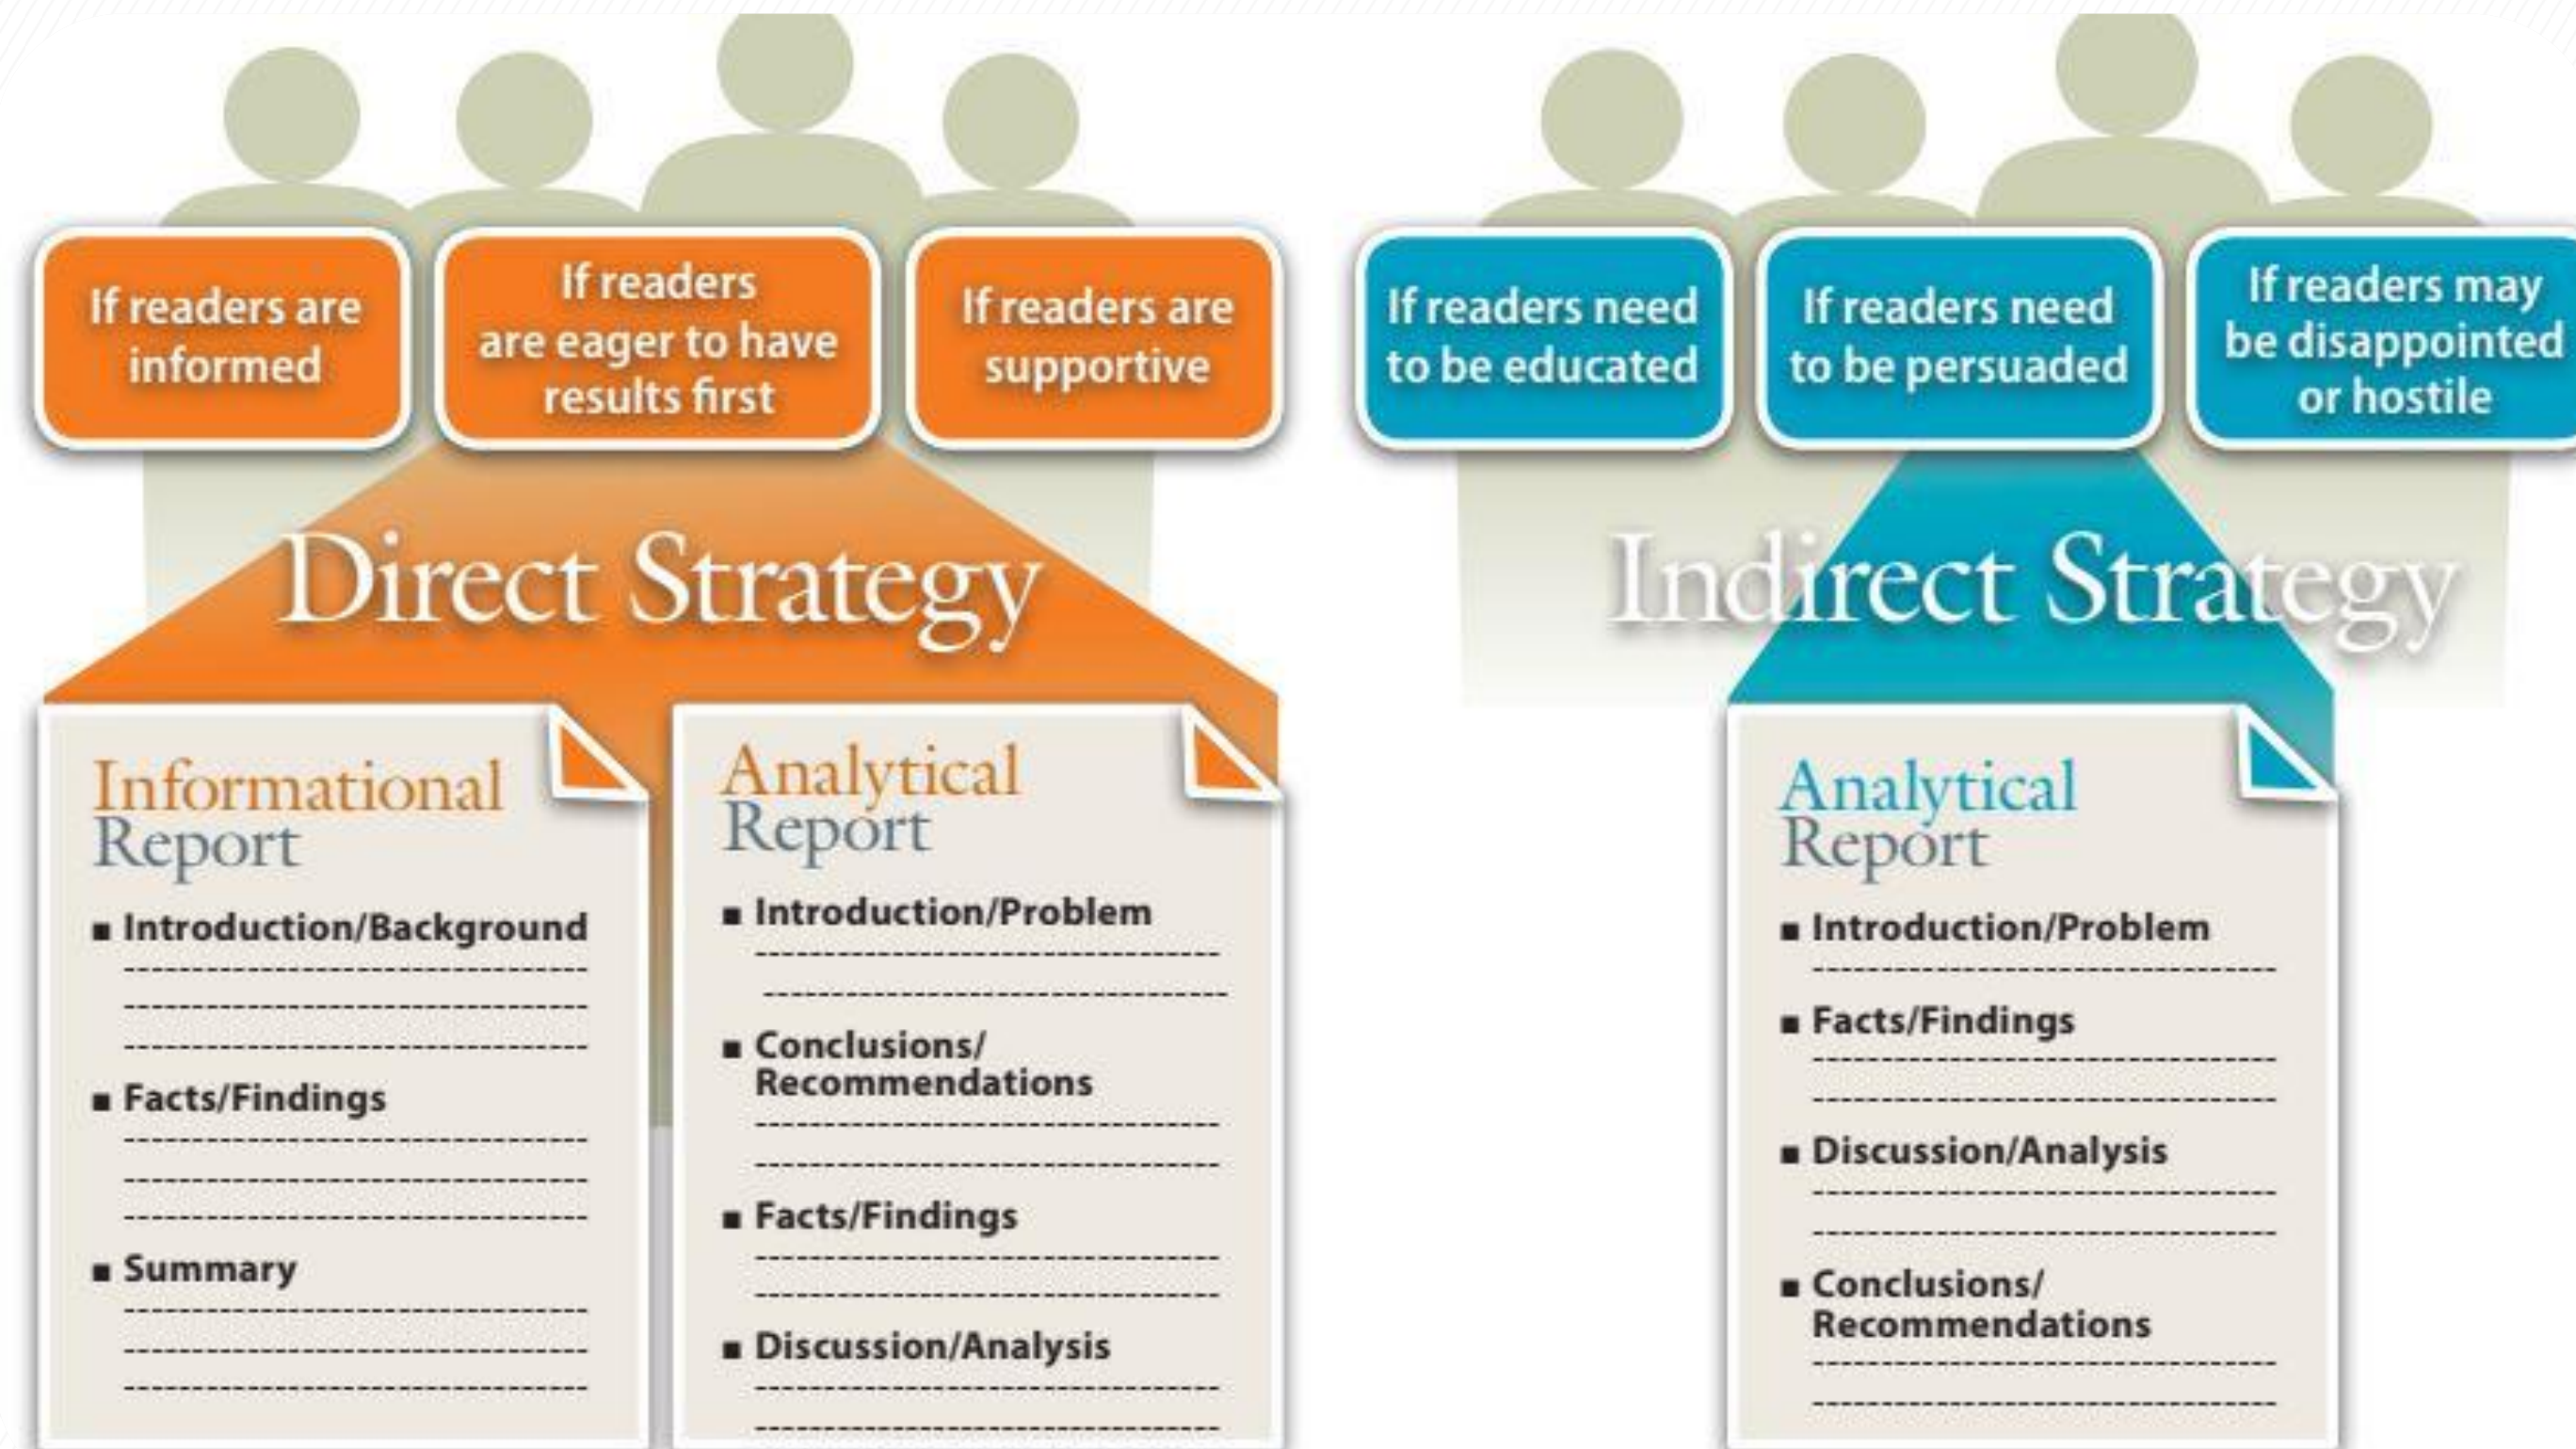 If readers are
informed
If readers
are eager to have
results first
If readers are
supportive
If readers need
to be educated
If readers need
to be persuaded
If readers may
be disappointed
or hostile
Direct Strategy
Indirect Strategy
Informational
Report
■ Introduction/Background
■ Facts/Findings
■ Summary
Analytical
Report
■ Introduction/Problem
■ Conclusions/
Recommendations
■ Facts/Findings
■ Discussion/Analysis
Analytical
Report
■ Introduction/Problem
■ Facts/Findings
■ Discussion/Analysis
■ Conclusions/
Recommendations